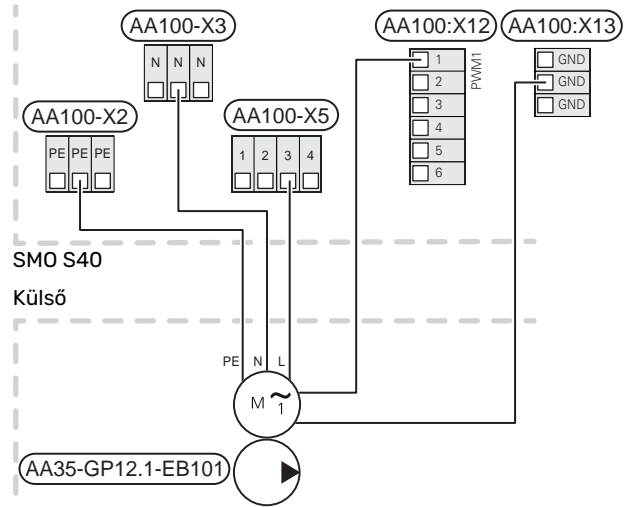 AA100-X3
AA100:X12
AA100:X13
N N N
1
2
3
4
5
6
PWM1
GND
GND
GND
AA100-X2
AA100-X5
PE PE PE
1 2 3 4
SMO S40
Külső
PE N L
M 1
AA35-GP12.1-EB101